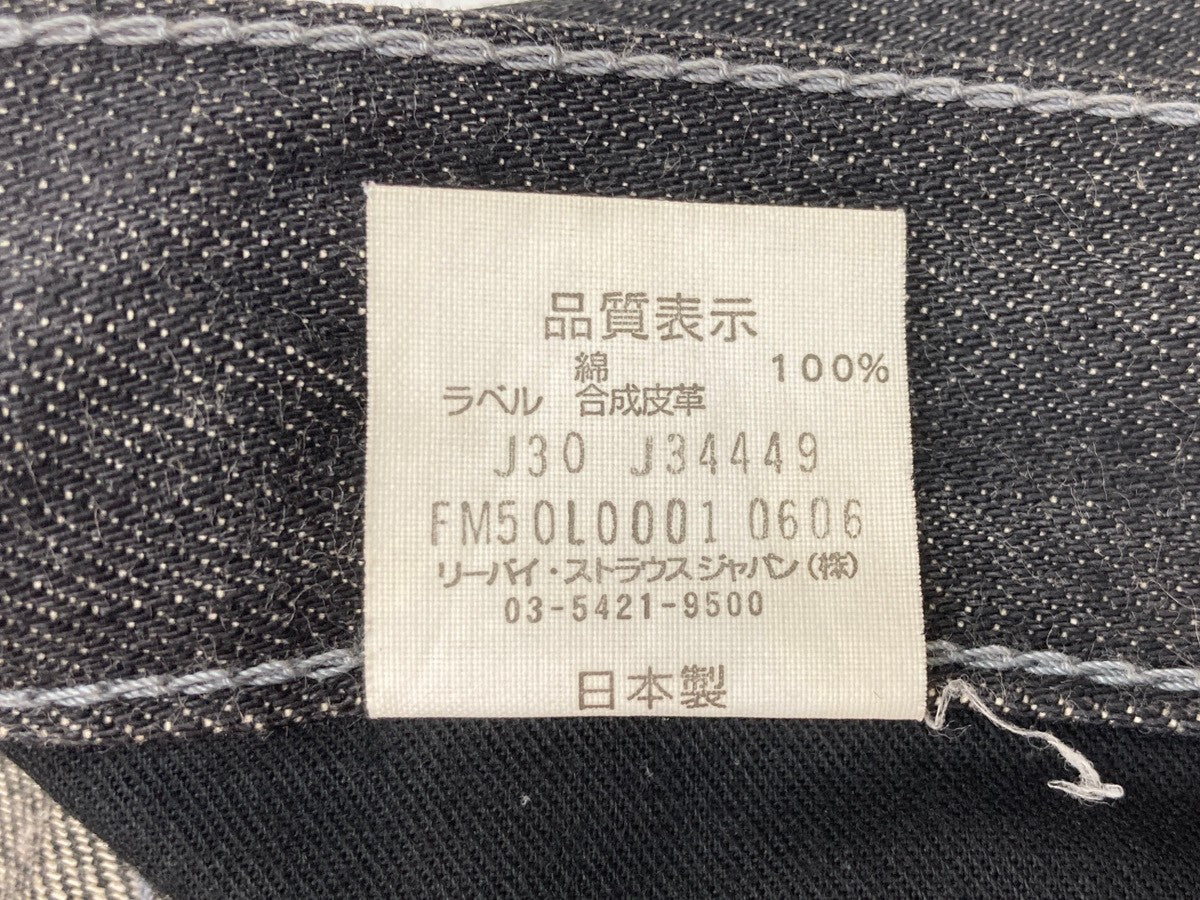 品質表示
綿 100%
ラベル 合成皮革
J30 J34449
FM50L0001 0606
リーバイ・ストラウスジャパン(株)
03-5421-9500
日本製